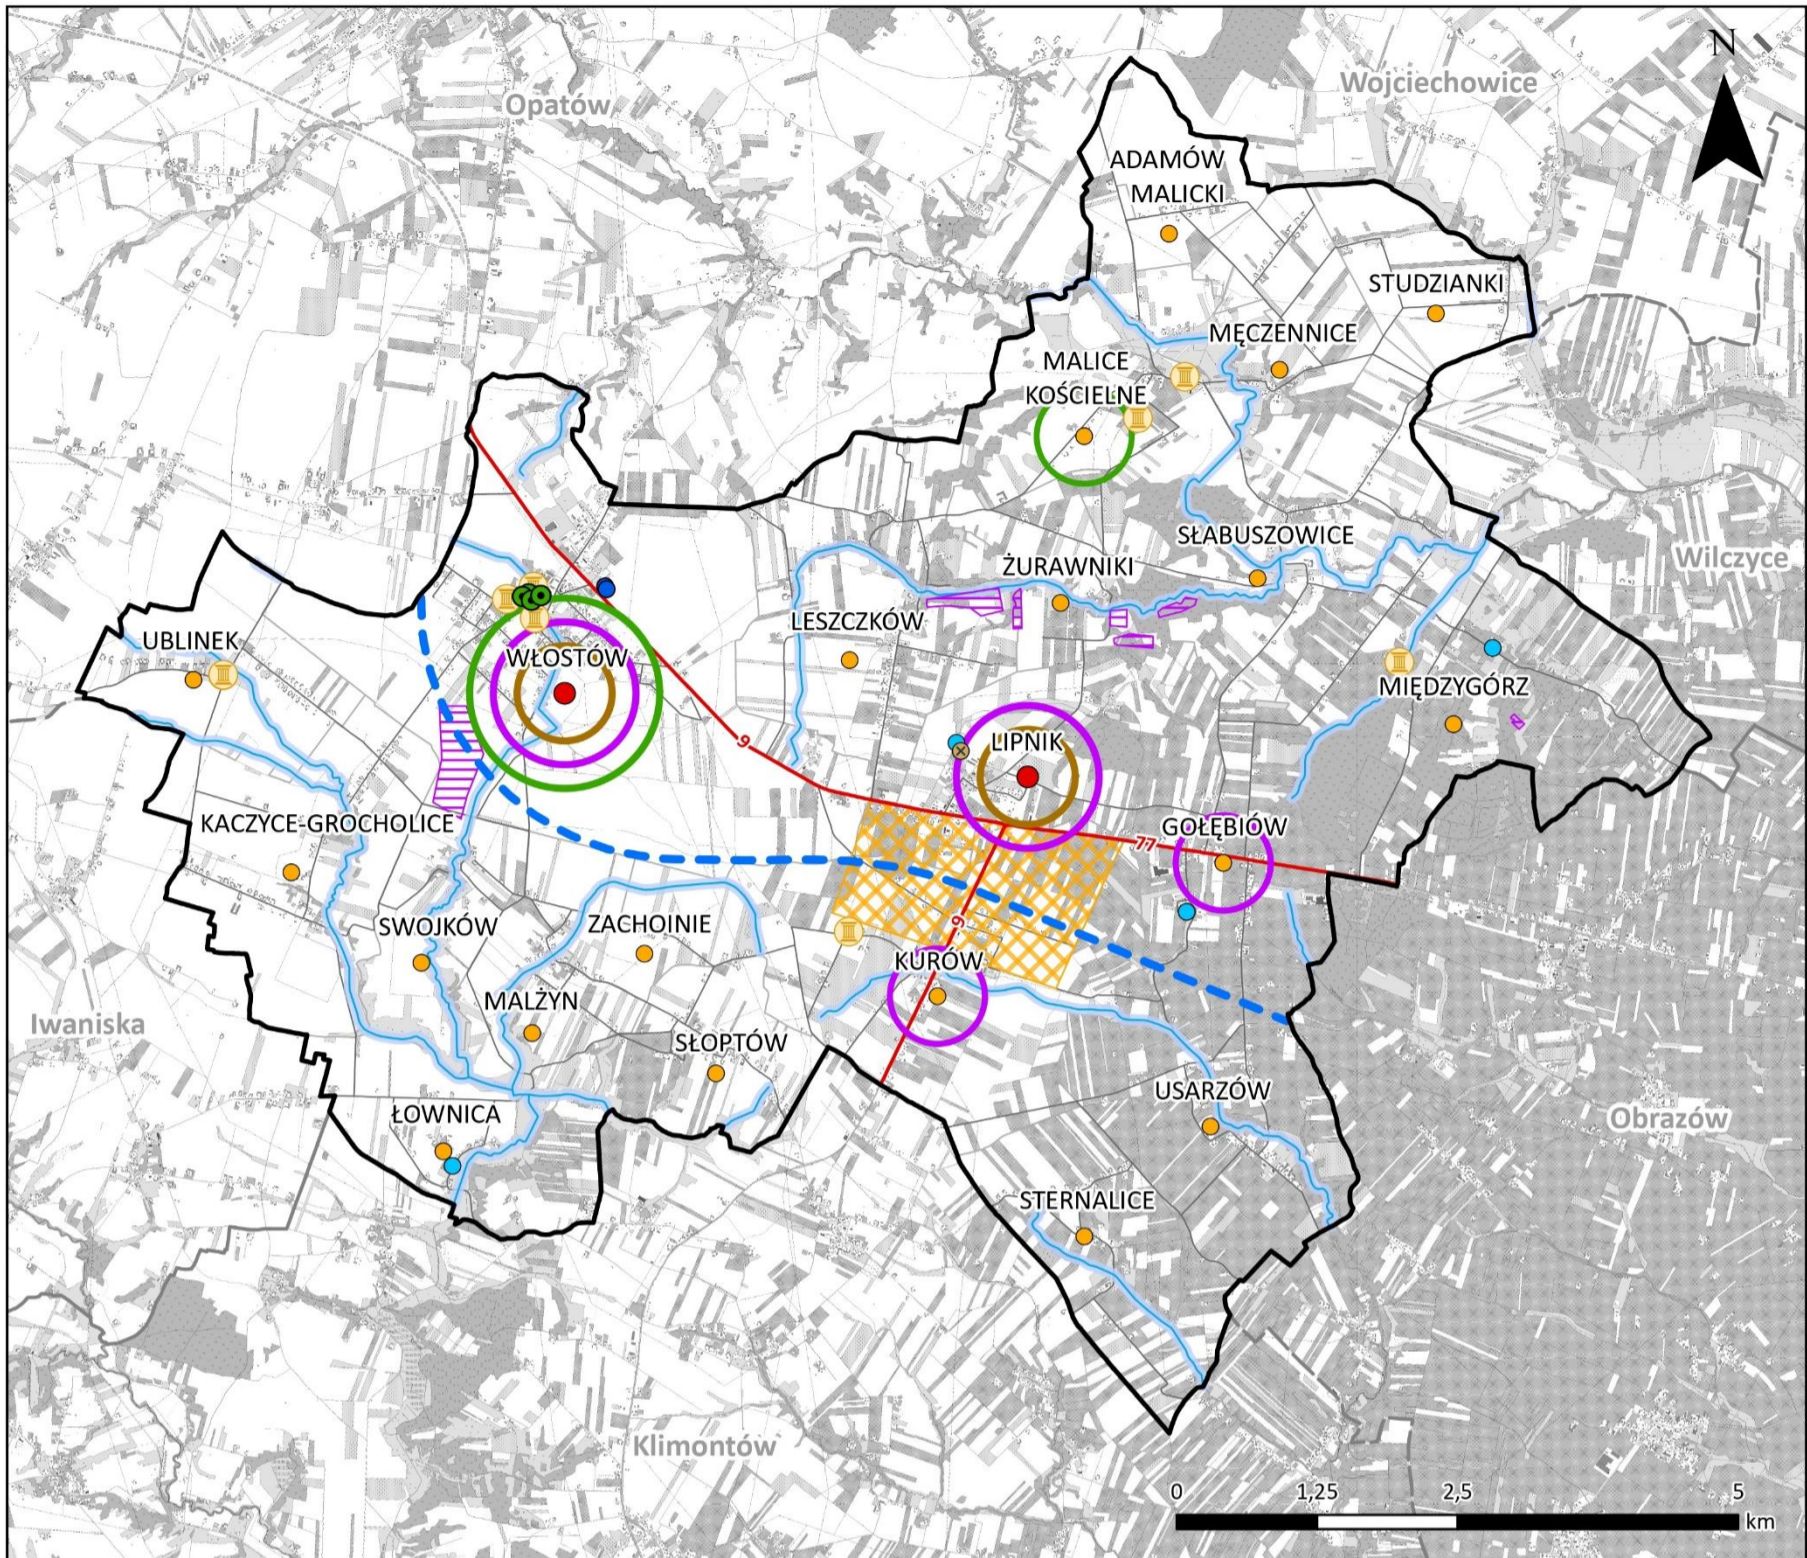 N
Wojciechowice
Opatów
ADAMÓW
MALICKI
STUDZIANKI
MĘCZENNICE
MALICE
KOŚCIELNE
SŁABUSZOWICE
Wilczyce
ŻURAWNIKI
LESZCZKÓW
UBLINEK
WŁOSTÓW
MIĘDZYGÓRZ
9
LIPNIK
KACZYCE-GROCHOLICE
GOŁĘBIÓW
77
SWOJKÓW
ZACHOINIE
9
KURÓW
MALŻYN
Iwaniska
SŁOPTÓW
USARZÓW
ŁOWNICA
Obrazów
STERNALICE
Klimontów
0 1,25 2,5 5
km